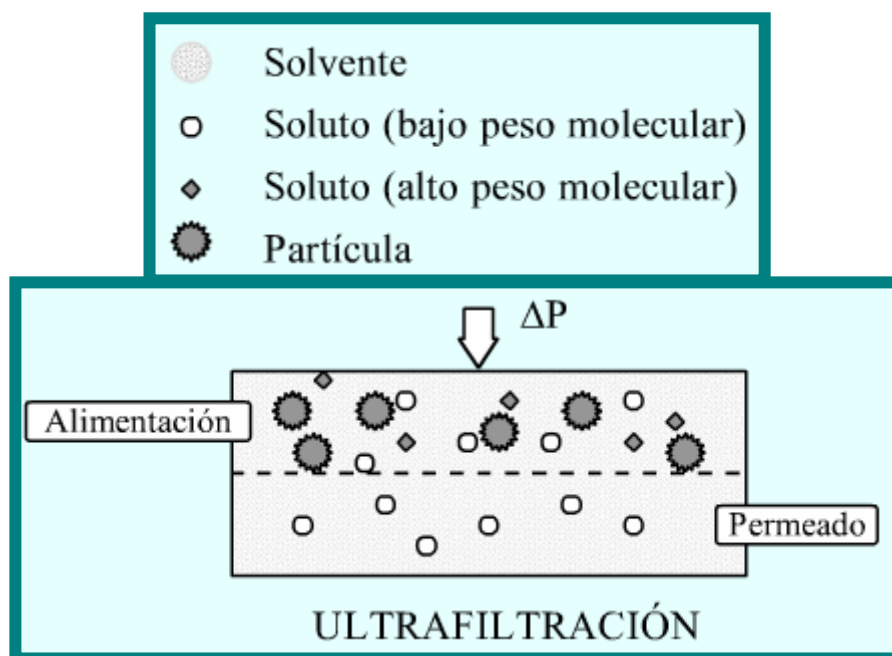 Solvente
Soluto (bajo peso molecular)
Soluto (alto peso molecular)
Partícula
ΔP
Alimentación
Permeado
ULTRAFILTRACIÓN